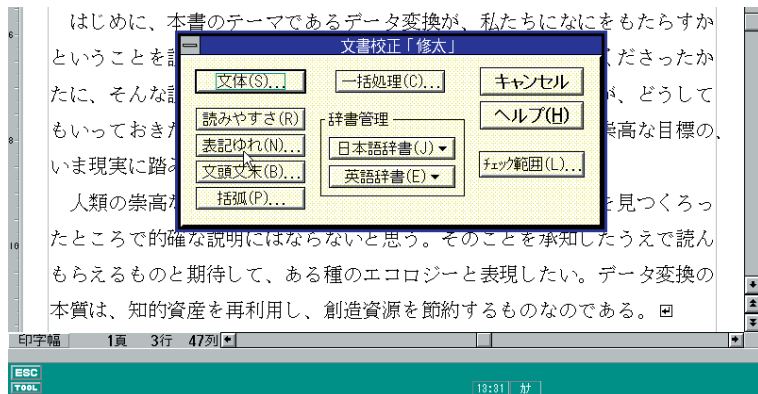 はじめに、本書のテーマであるデータ変換が、私たちになにをもたらすか
文書校正「修太」
ということを
くださったか
文体(S)...
一括処理(C)...
キャンセル
たに、そんな
、どうして
読みやすさ(R)
辞書管理
ヘルプ(H)
もいっておきた
崇高な目標の、
表記ゆれ(N)...
日本語辞書(J)
いま現実に踏み
文頭文末(B)...
英語辞書(E)
ﾁｪｯｸ範囲(L)...
括弧(P)...
人類の崇高な
を見つくろっ
たところで的確な説明にはならないと思う。そのことを承知したうえで読ん
もらえるものと期待して、ある種のエコロジーと表現したい。データ変換の
本質は、知的資産を再利用し、創造資源を節約するものなのである。
6
8
10
印字幅 1頁 3行 47列
ESC
TOOL
13:31 ｶﾅ